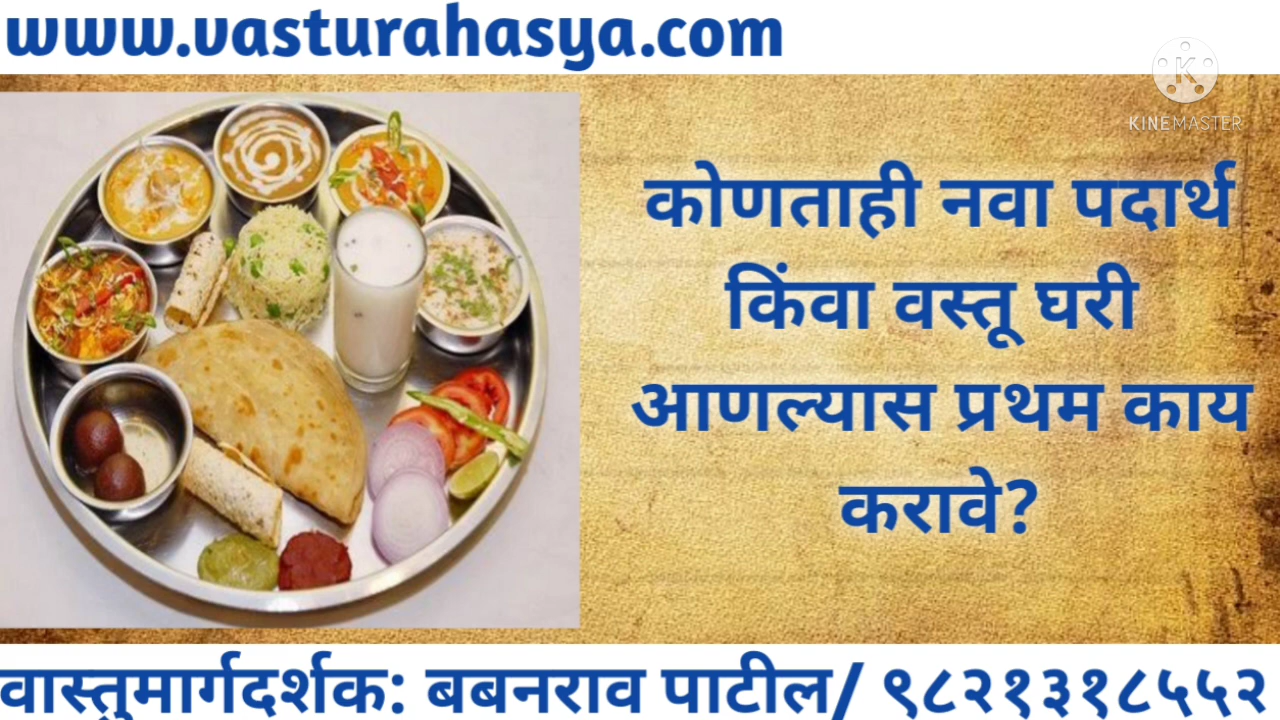 www.vasturahasya.com
KINEMASTER
कोणताही नवा पदार्थ
किंवा वस्तू घरी
आणल्यास प्रथम काय
करावे?
वास्तुमार्गदर्शक: बबनराव पाटील/ ९८२१३१८५५२